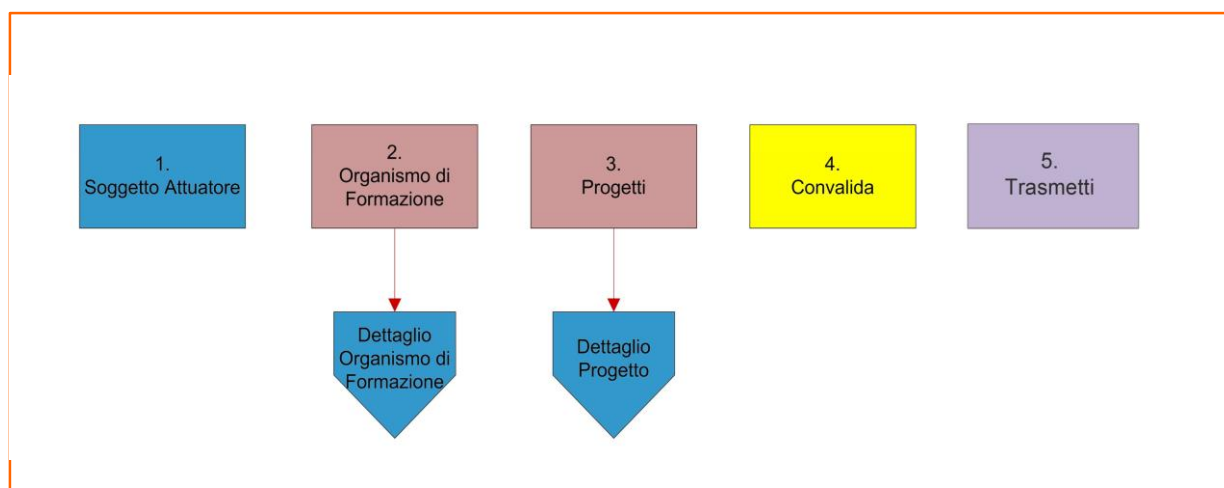 1.
Soggetto Attuatore
2.
Organismo di
Formazione
3.
Progetti
4.
Convalida
5.
Trasmetti
Dettaglio
Organismo di
Formazione
Dettaglio
Progetto